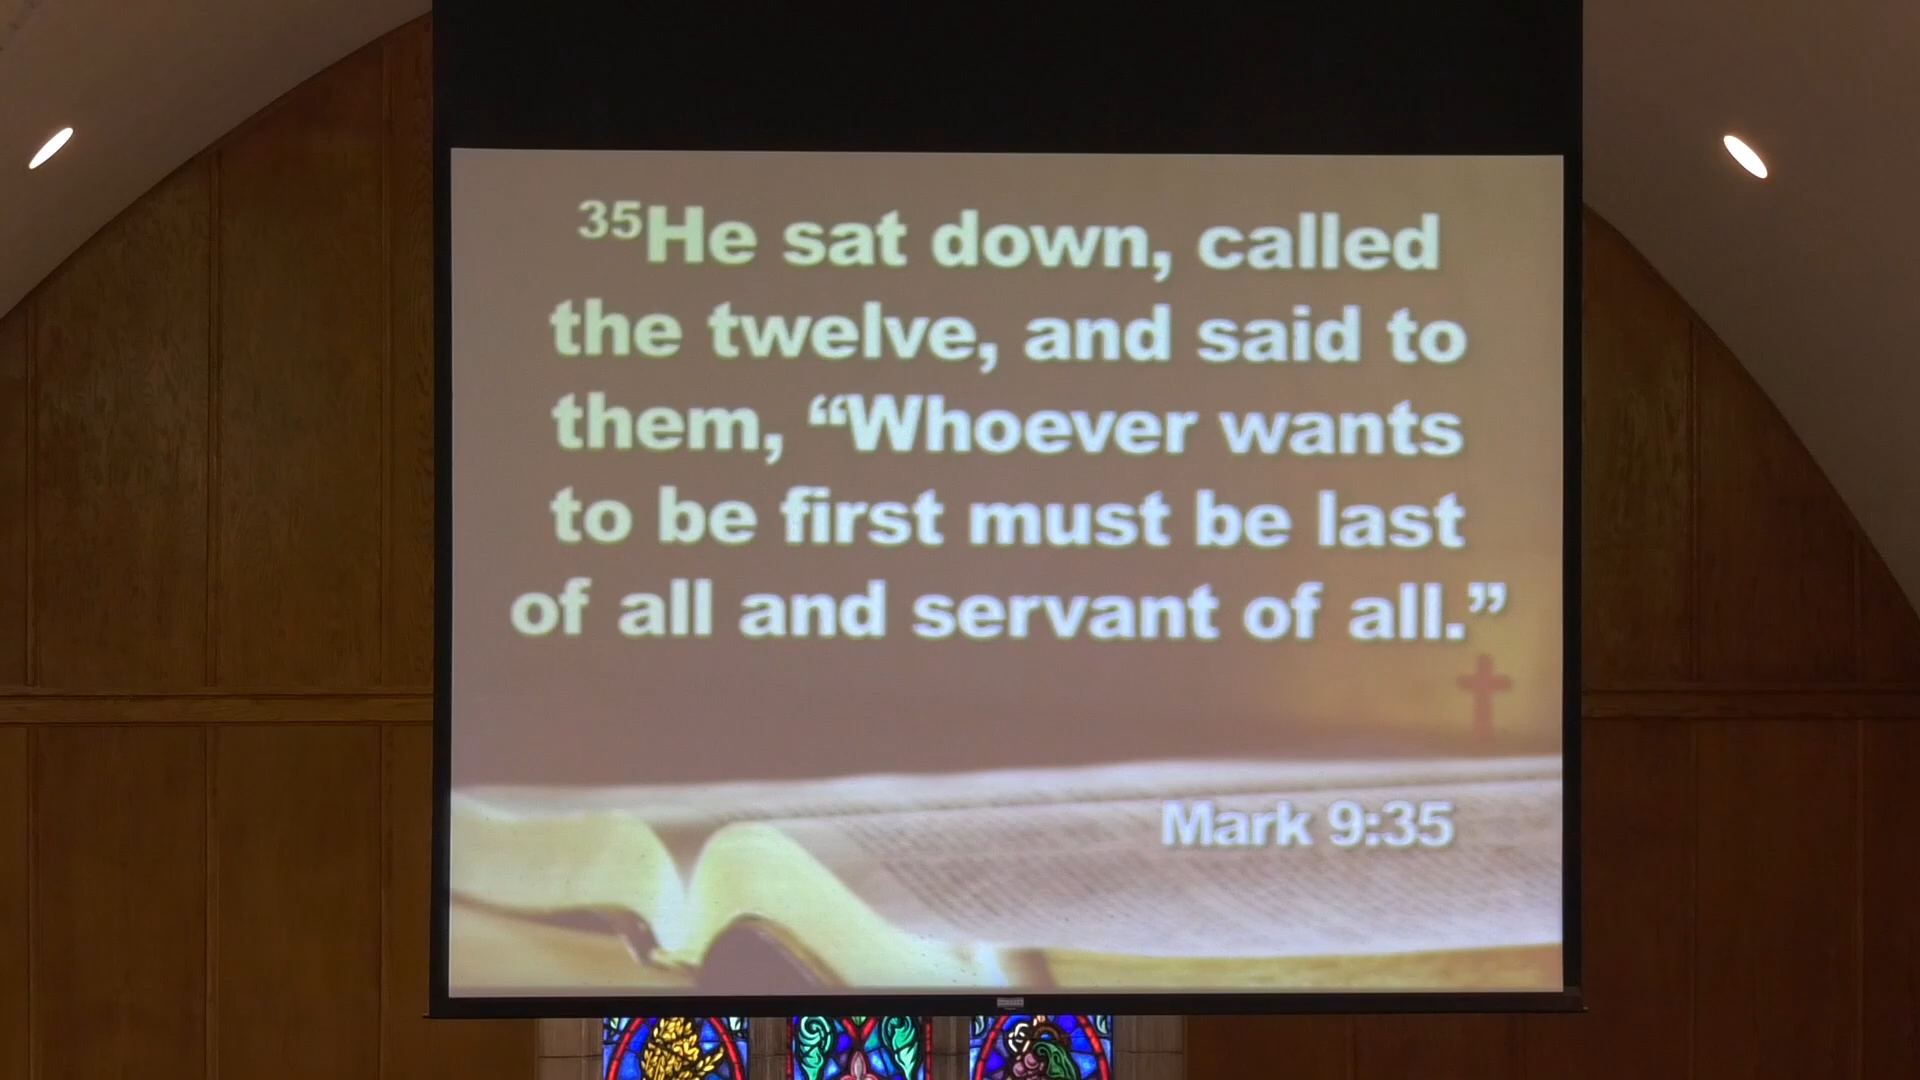 35He sat down, called
the twelve, and said to
them, “Whoever wants
to be first must be last
of all and servant of all.”
Mark 9:35